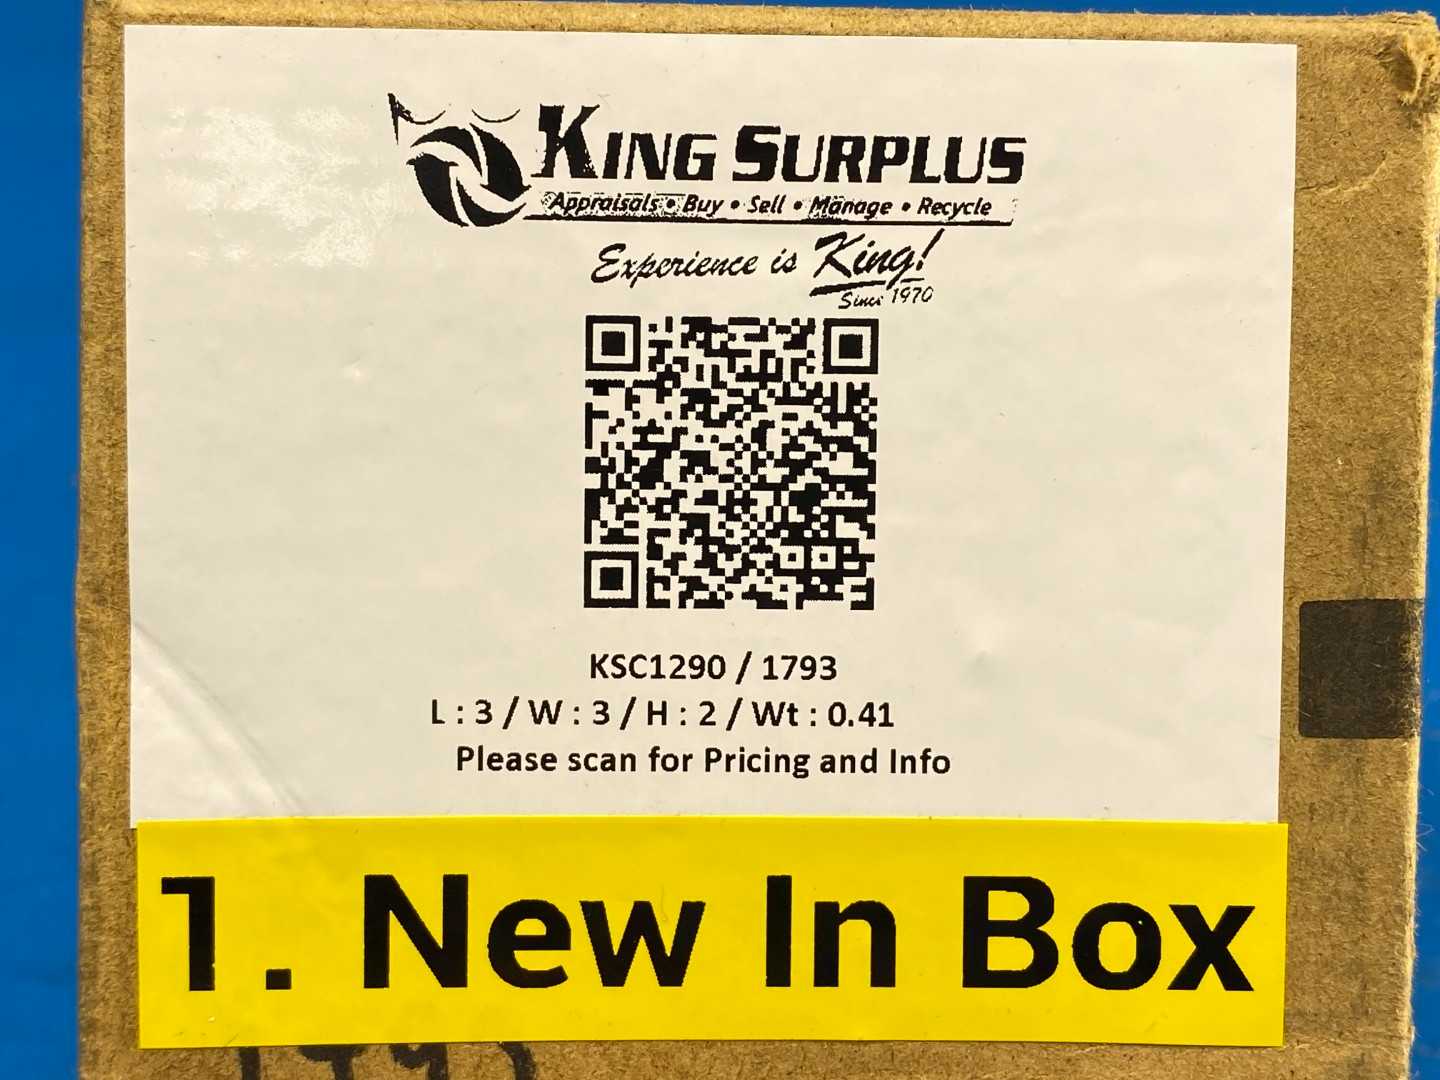 KING SURPLUS
Appraisals • Buy • Sell • Manage • Recycle
Experience is King!
Since 1970
KSC1290 / 1793
L : 3 / W : 3 / H : 2 / Wt : 0.41
Please scan for Pricing and Info
1. New In Box